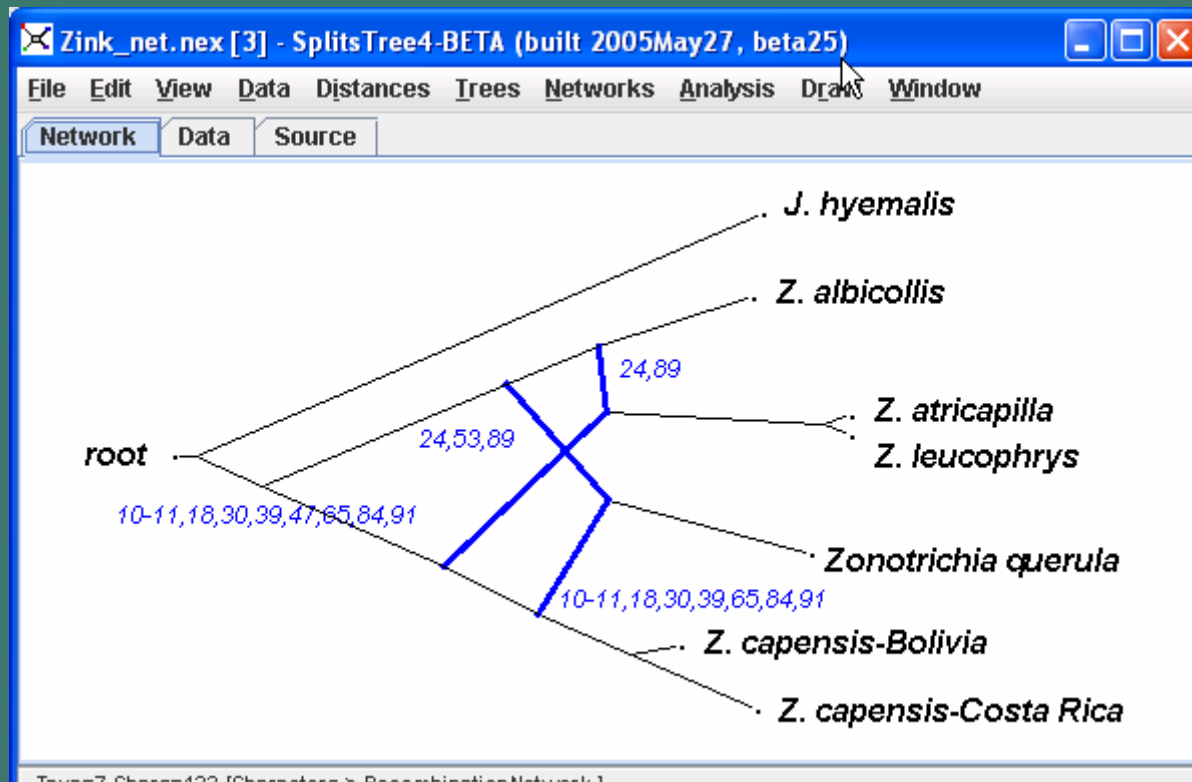 Zink_net.nex [3] - SplitsTree4-BETA (built 2005May27, beta25)
File Edit View Data Distances Trees Networks Analysis Draw Window
Network Data Source
J. hyemalis
Z. albicollis
24,89
Z. atricapilla
24,53,89
root
Z. leucophrys
10-11,18,30,39,47,65,84,91
Zonotrichia querula
10-11,18,30,39,65,84,91
Z. capensis-Bolivia
Z. capensis-Costa Rica